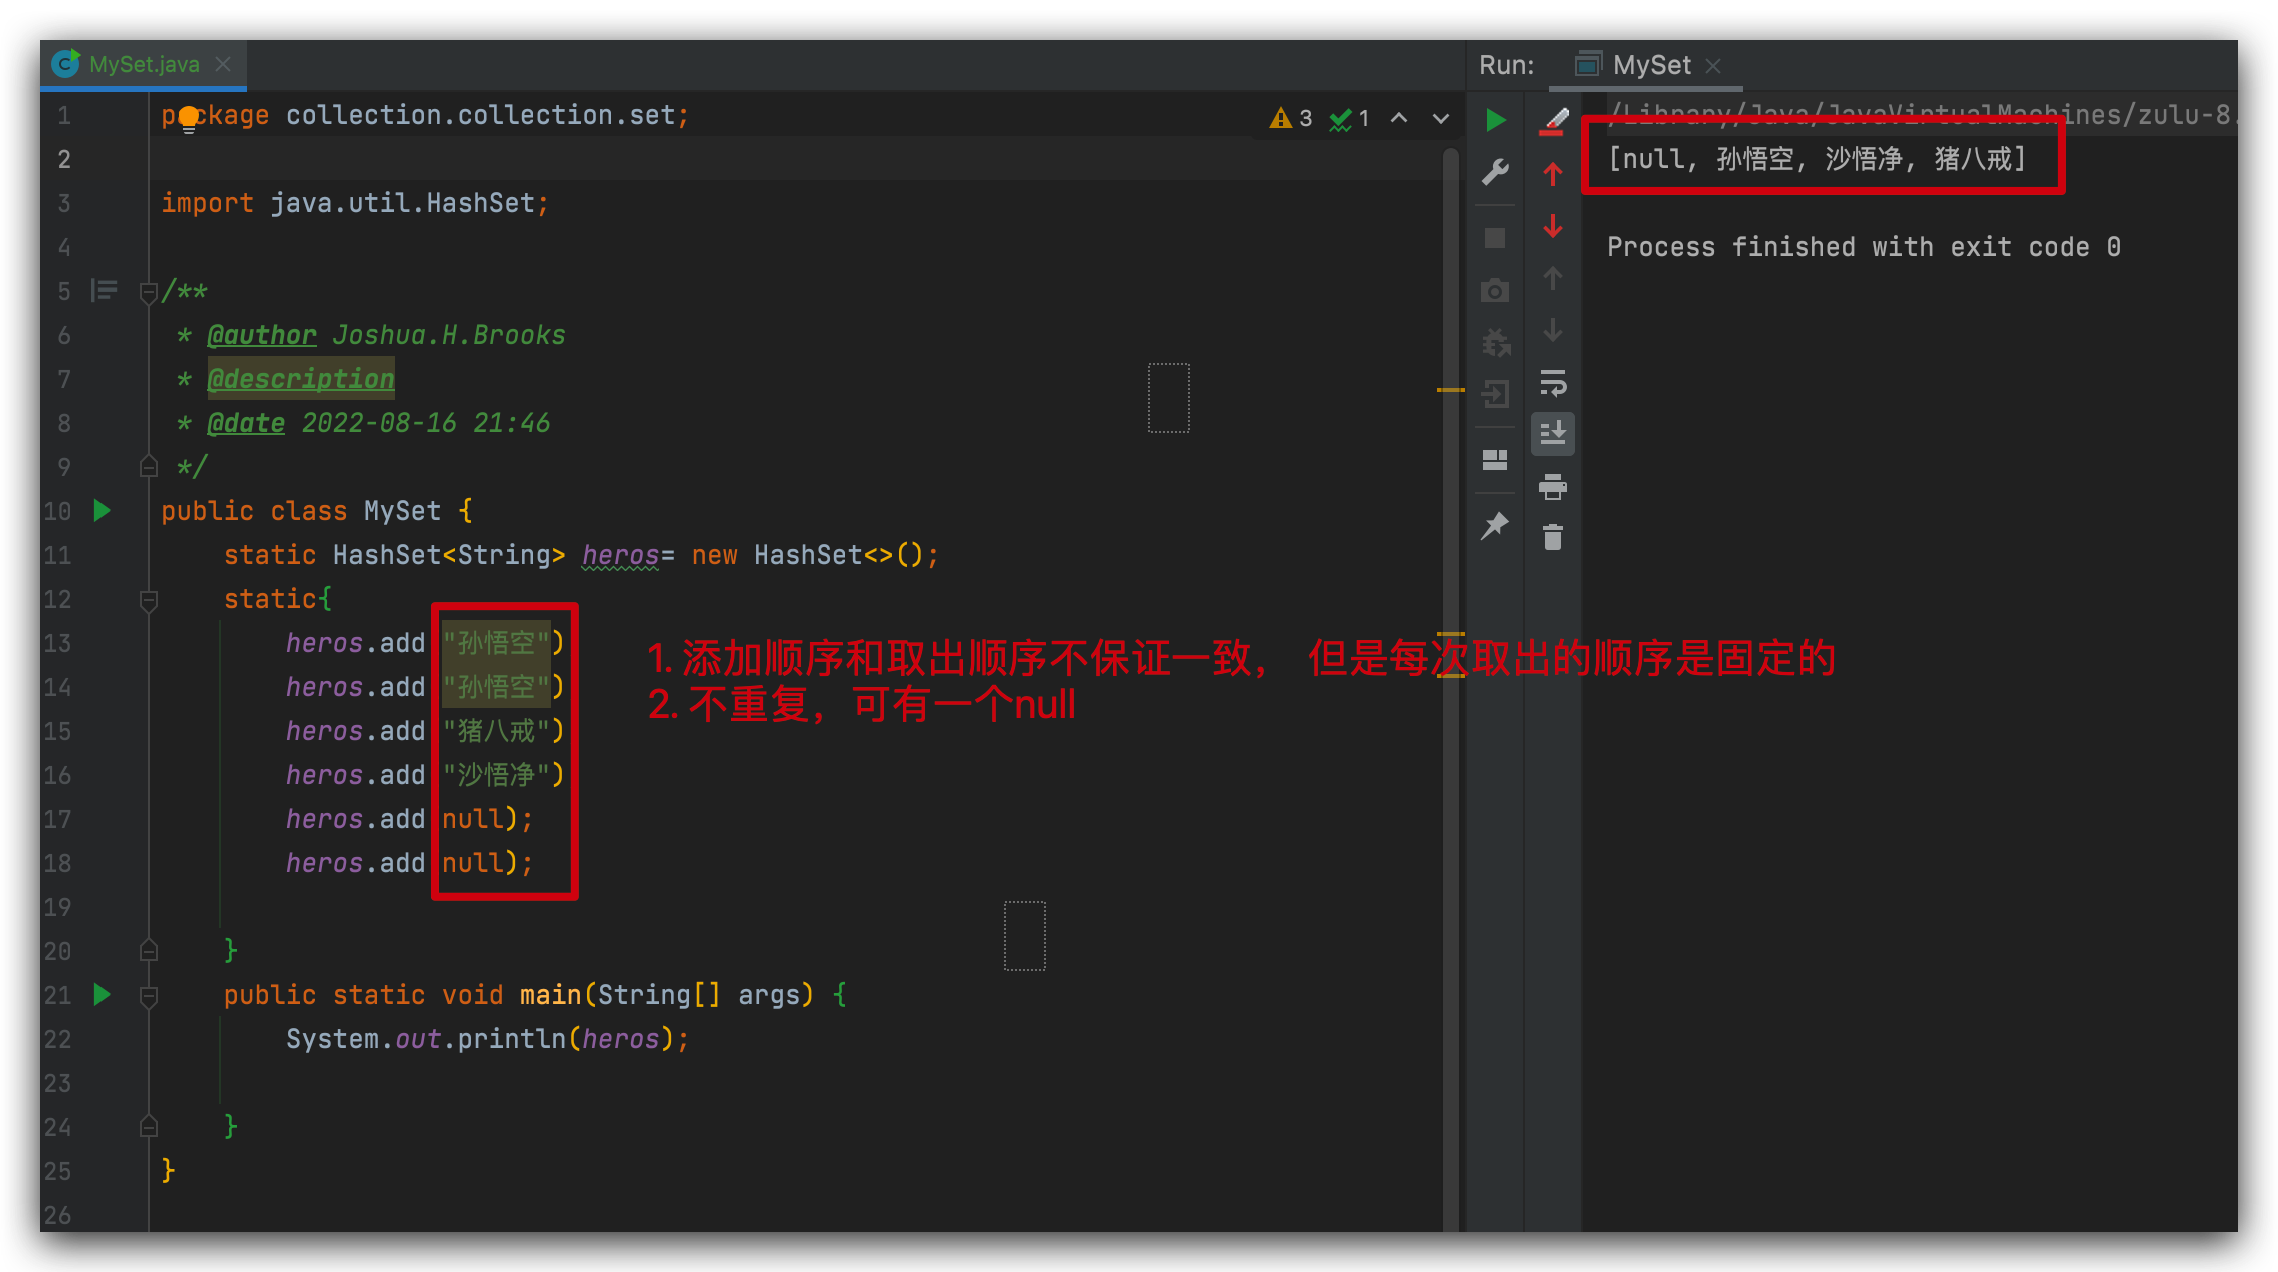 MySet.java
Run: MySet
3 1
1 package collection.collection.set;
2
3 import java.util.HashSet;
4
5 /**
6 * @author Joshua.H.Brooks
7 * @description
8 * @date 2022-08-16 21:46
9 */
10 public class MySet {
11 static HashSet<String> heros= new HashSet<>();
12 static{
13 heros.add "孙悟空")
14 heros.add "孙悟空")
15 heros.add "猪八戒")
16 heros.add "沙悟净")
17 heros.add null);
18 heros.add null);
19
20 }
21 public static void main(String[] args) {
22 System.out.println(heros);
23
24 }
25 }
26
1. 添加顺序和取出顺序不保证一致， 但是每次取出的顺序是固定的
2. 不重复，可有一个null
/Library/Java/JavaVirtualMachines/zulu-8.
[null, 孙悟空, 沙悟净, 猪八戒]
Process finished with exit code 0